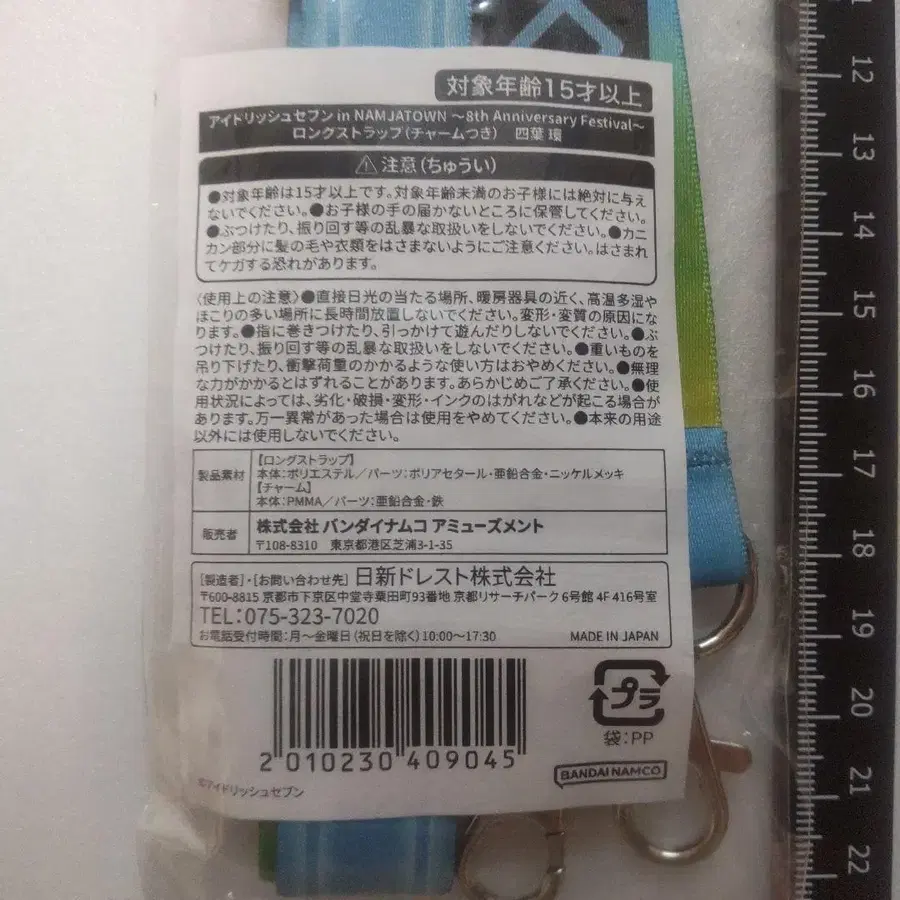 対象年齢15才以上
アイドリッシュセブン in NAMJATOWN ～8th Anniversary Festival～
ロングストラップ(チャームつき) 四葉 環
⚠注意(ちゅうい)
●対象年齢は15才以上です。対象年齢未満のお子様には絶対に与え
ないでください。●お子様の手の届かないところに保管してください。
●ぶつけたり、振り回す等の乱暴な取扱いをしないでください。●カニ
カン部分に髪の毛や衣類をはさまないようにご注意ください。はさまれ
てケガする恐れがあります。
〈使用上の注意〉●直接日光の当たる場所、暖房器具の近く、高温多湿や
ほこりの多い場所に長時間放置しないでください。変形・変質の原因にな
ります。●指に巻きつけたり、引っかけて遊んだりしないでください。●ぶ
つけたり、振り回す等の乱暴な取扱いをしないでください。●重いものを
吊り下げたり、衝撃荷重のかかるような使い方はおやめください。●無理
な力がかかるとはずれることがあります。あらかじめご了承ください。●使
用状況によっては、劣化・破損・変形・インクのはがれなどが起こる場合が
あります。万一異常があった場合は使用をやめてください。●本来の用途
以外には使用しないでください。
製品素材
【ロングストラップ】
本体:ポリエステル/パーツ:ポリアセタール・亜鉛合金・ニッケルメッキ
【チャーム】
本体:PMMA/パーツ:亜鉛合金・鉄
販売者
株式会社 バンダイナムコ アミューズメント
〒108-8310 東京都港区芝浦3-1-35
[製造者]・[お問い合わせ先] 日新ドレスト株式会社
〒600-8815 京都市下京区中堂寺粟田町93番地 京都リサーチパーク 6号館 4F 416号室
TEL:075-323-7020
お電話受付時間:月～金曜日(祝日を除く)10:00～17:30 MADE IN JAPAN
2 010230 409045
プラ
袋:PP
BANDAI NAMCO
©アイドリッシュセブン
12
13
14
15
16
17
18
19
20
21
22